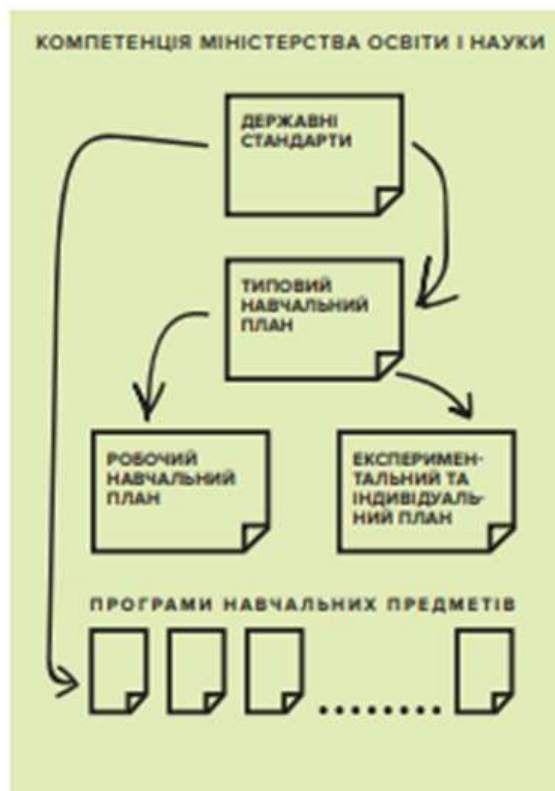 КОМПЕТЕНЦІЯ МІНІСТЕРСТВА ОСВІТИ І НАУКИ
ДЕРЖАВНІ
СТАНДАРТИ
ТИПОВИЙ
НАВЧАЛЬНИЙ
ПЛАН
РОБОЧИЙ
НАВЧАЛЬНИЙ
ПЛАН
ЕКСПЕРИМЕН-
ТАЛЬНИЙ ТА
ІНДИВІДУАЛЬ-
НИЙ ПЛАН
ПРОГРАМИ НАВЧАЛЬНИХ ПРЕДМЕТІВ